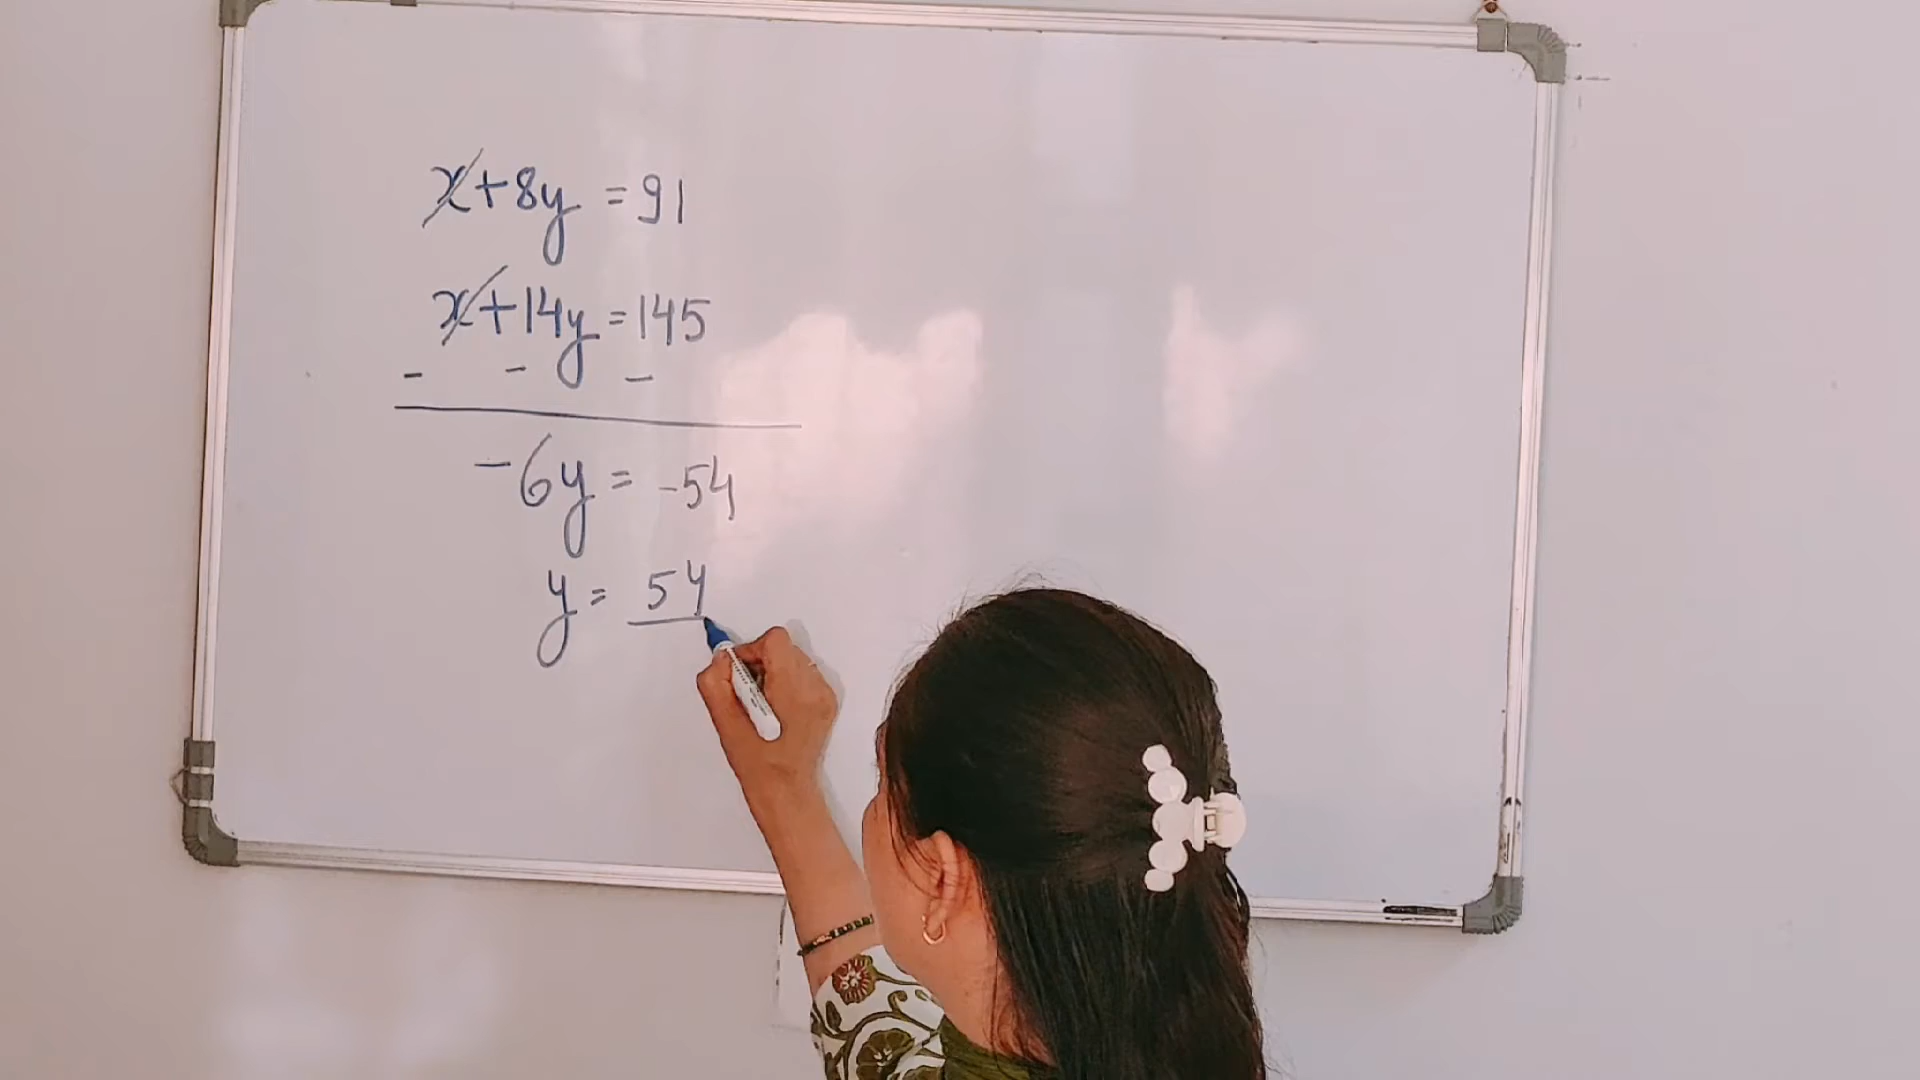 x+8y = 91
x+14y = 145
- - -
-6y = -54
y = 54